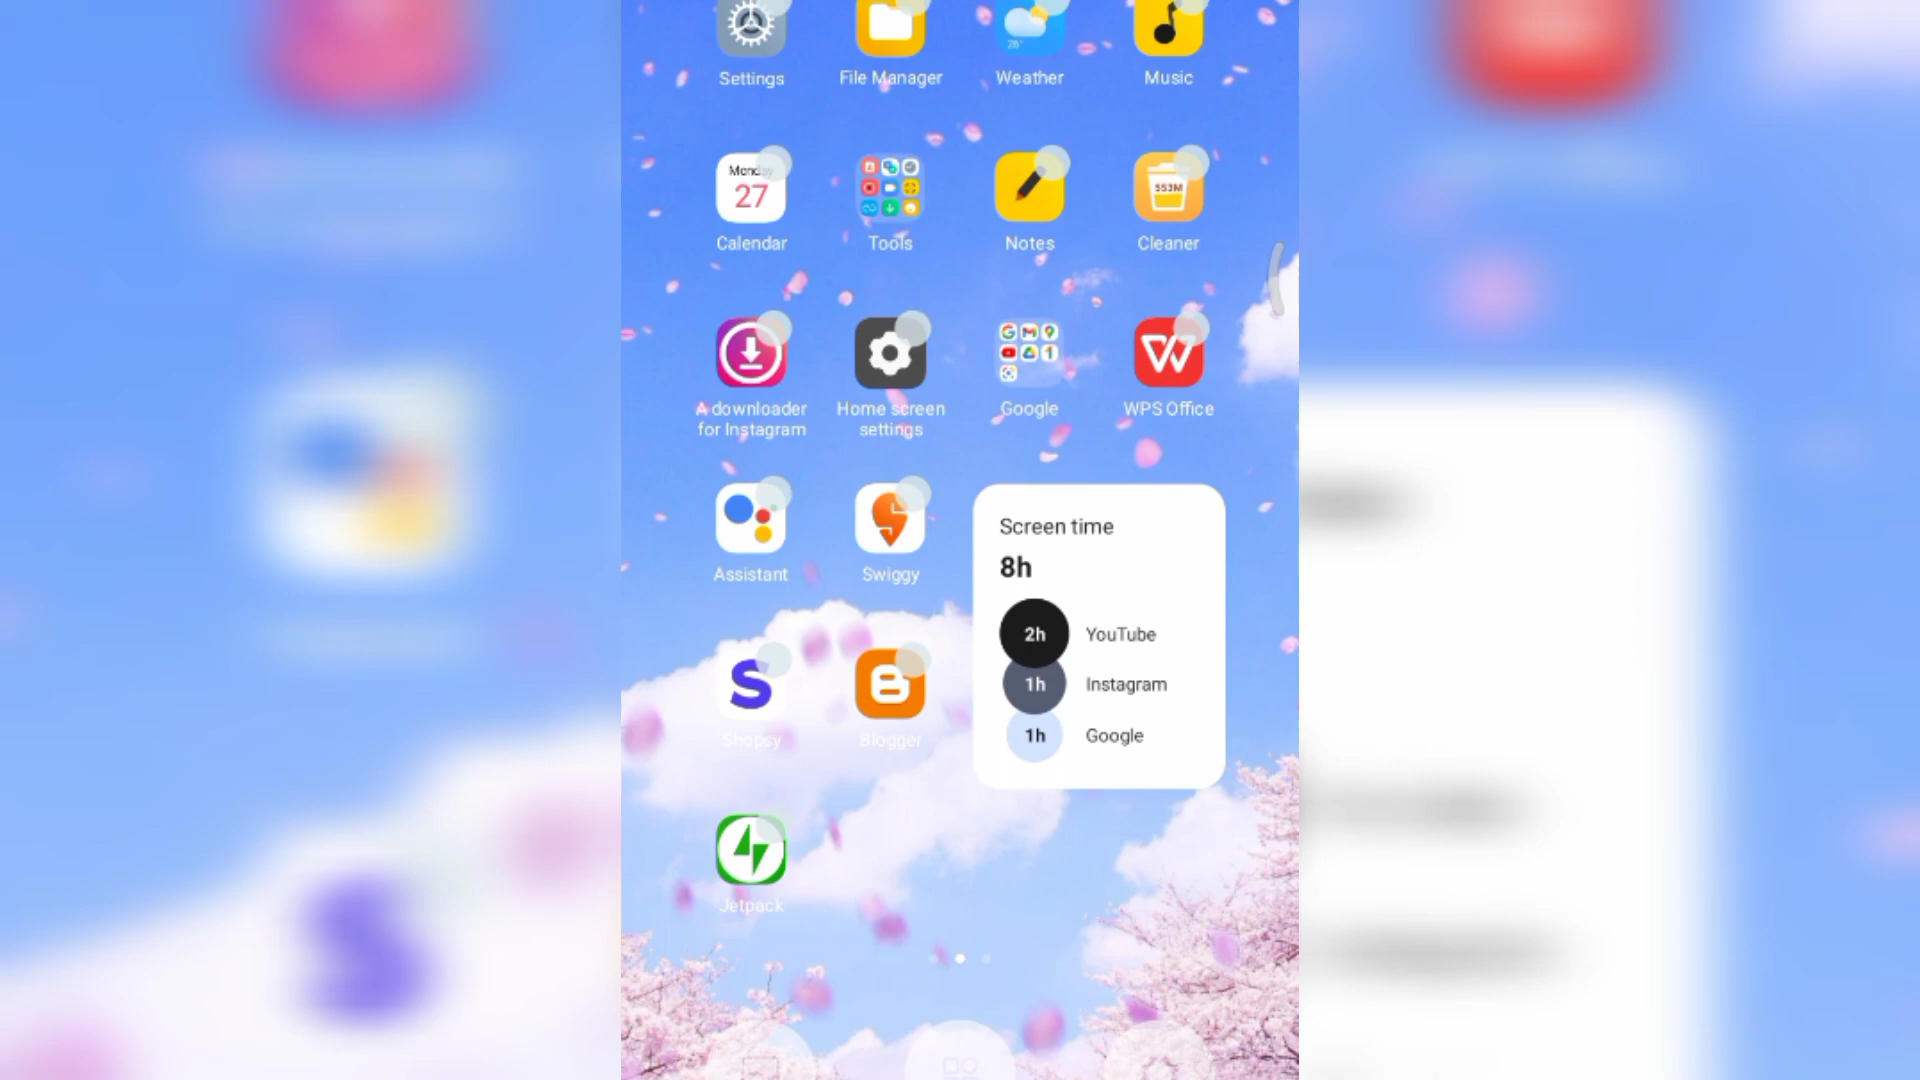 26°
Settings
File Manager
Weather
Music
Monday
27
553M
Calendar
Tools
Notes
Cleaner
A downloader
for Instagram
Home screen
settings
Google
WPS Office
Screen time
8h
2h YouTube
1h Instagram
1h Google
Assistant
Swiggy
Shopsy
Blogger
Jetpack